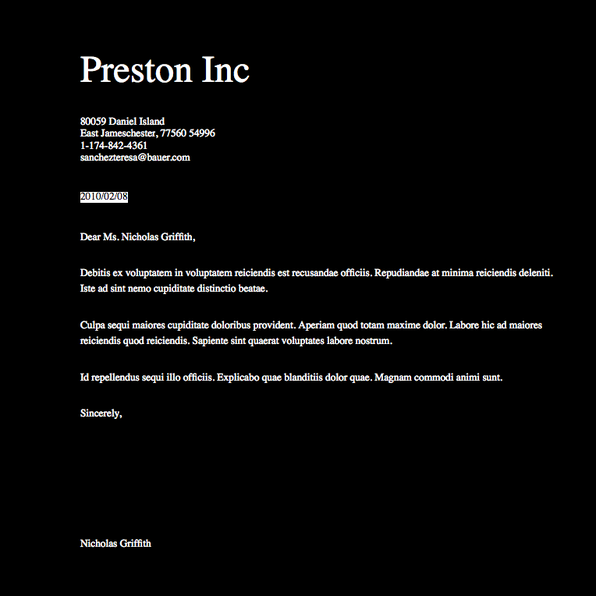 Preston Inc
80059 Daniel Island
East Jameschester, 77560 54996
1-174-842-4361
sanchezteresa@bauer.com
2010/02/08
Dear Ms. Nicholas Griffith,
Debitis ex voluptatem in voluptatem reiciendis est recusandae officiis. Repudiandae at minima reiciendis deleniti.
Iste ad sint nemo cupiditate distinctio beatae.
Culpa sequi maiores cupiditate doloribus provident. Aperiam quod totam maxime dolor. Labore hic ad maiores
reiciendis quod reiciendis. Sapiente sint quaerat voluptates labore nostrum.
Id repellendus sequi illo officiis. Explicabo quae blanditiis dolor quae. Magnam commodi animi sunt.
Sincerely,
Nicholas Griffith